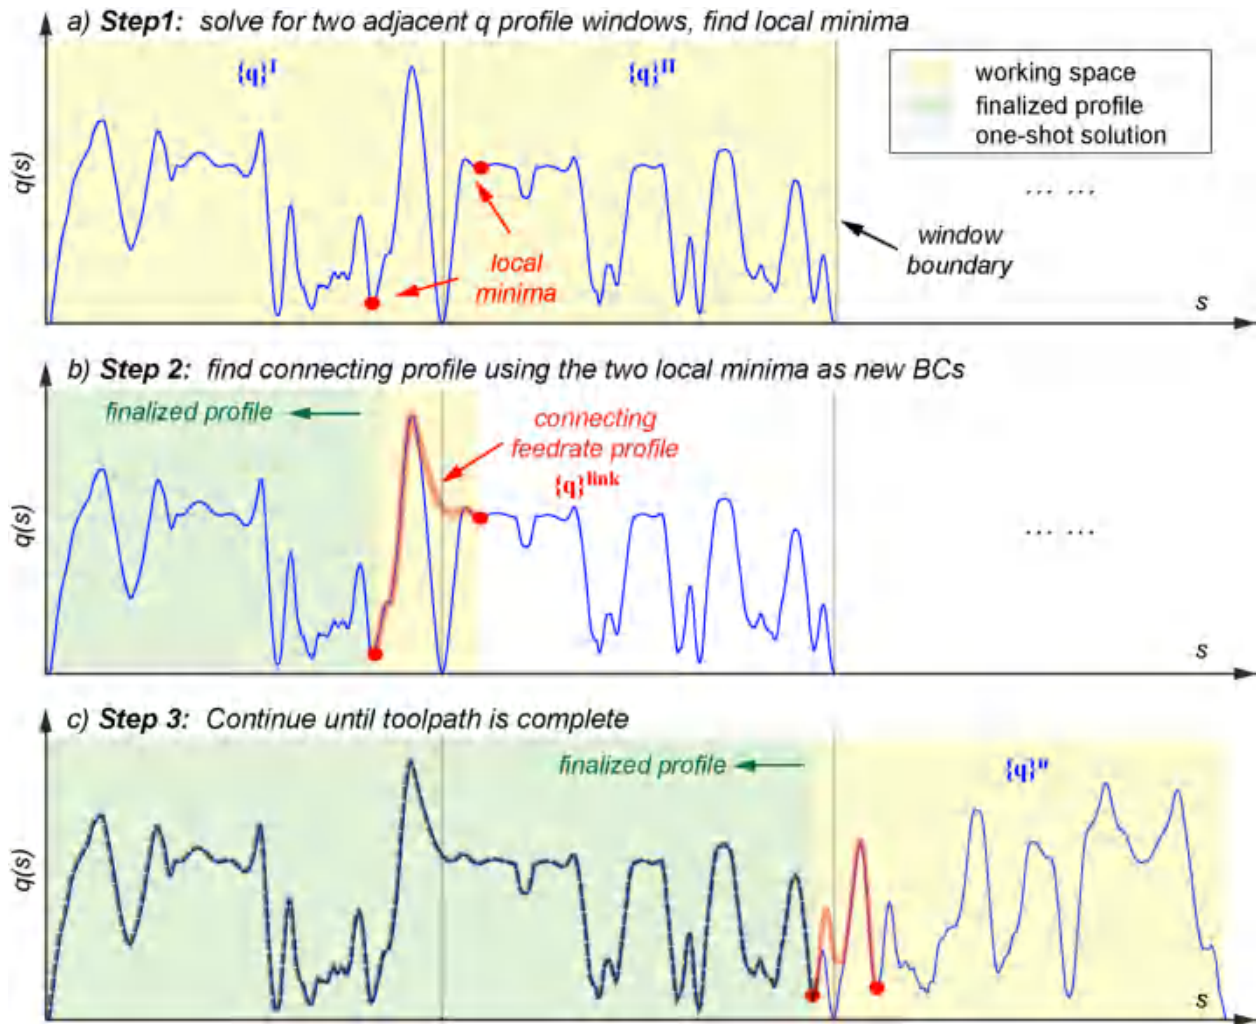 a) Step1: solve for two adjacent q profile windows, find local minima
{q}^I
{q}^II
working space
finalized profile
one-shot solution
q(s)
... ...
local
minima
window
boundary
s
b) Step 2: find connecting profile using the two local minima as new BCs
finalized profile
connecting
feedrate profile
{q}^link
q(s)
... ...
s
c) Step 3: Continue until toolpath is complete
finalized profile
{q}^II
q(s)
s